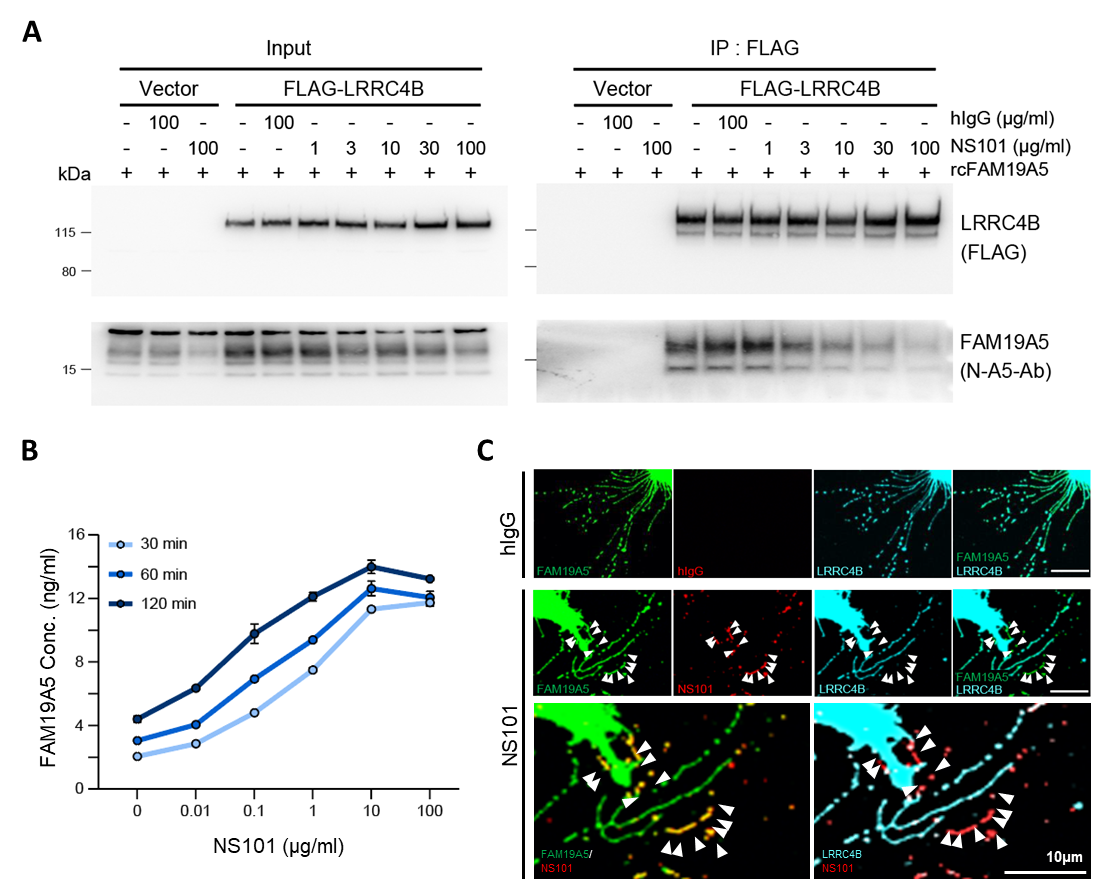 A
Input
IP : FLAG
Vector
FLAG-LRRC4B
Vector
FLAG-LRRC4B
- 100 - - 100 - - - - -
- 100 - - 100 - - - - - hIgG (µg/ml)
- - 100 - - 1 3 10 30 100
- - 100 - - 1 3 10 30 100 NS101 (µg/ml)
kDa + + + + + + + + + +
+ + + + + + + + + + rcFAM19A5
115
80
LRRC4B
(FLAG)
15
FAM19A5
(N-A5-Ab)
B
FAM19A5 Conc. (ng/ml)
16
12
8
4
0
30 min
60 min
120 min
0 0.01 0.1 1 10 100
NS101 (µg/ml)
C
hIgG
FAM19A5
hIgG
LRRC4B
FAM19A5
LRRC4B
NS101
FAM19A5
NS101
LRRC4B
FAM19A5
LRRC4B
FAM19A5/
NS101
LRRC4B
NS101
10µm